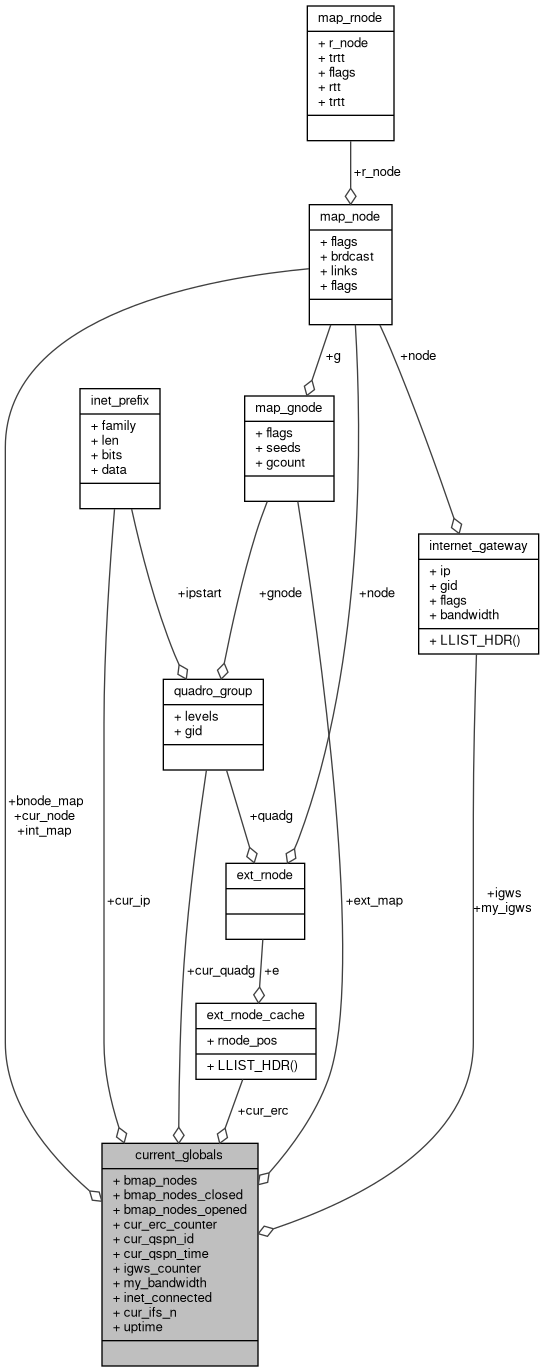 map_rnode
+ r_node
+ trtt
+ flags
+ rtt
+ trtt
+r_node
map_node
+ flags
+ brdcast
+ links
+ flags
+g
+node
inet_prefix
+ family
+ len
+ bits
+ data
map_gnode
+ flags
+ seeds
+ gcount
internet_gateway
+ ip
+ gid
+ flags
+ bandwidth
+ LLIST_HDR()
+ipstart
+gnode
+node
quadro_group
+ levels
+ gid
+bnode_map
+cur_node
+int_map
+quadg
ext_rnode
+cur_ip
+ext_map
+igws
+my_igws
+cur_quadg
+e
ext_rnode_cache
+ rnode_pos
+ LLIST_HDR()
+cur_erc
current_globals
+ bmap_nodes
+ bmap_nodes_closed
+ bmap_nodes_opened
+ cur_erc_counter
+ cur_qspn_id
+ cur_qspn_time
+ igws_counter
+ my_bandwidth
+ inet_connected
+ cur_ifs_n
+ uptime